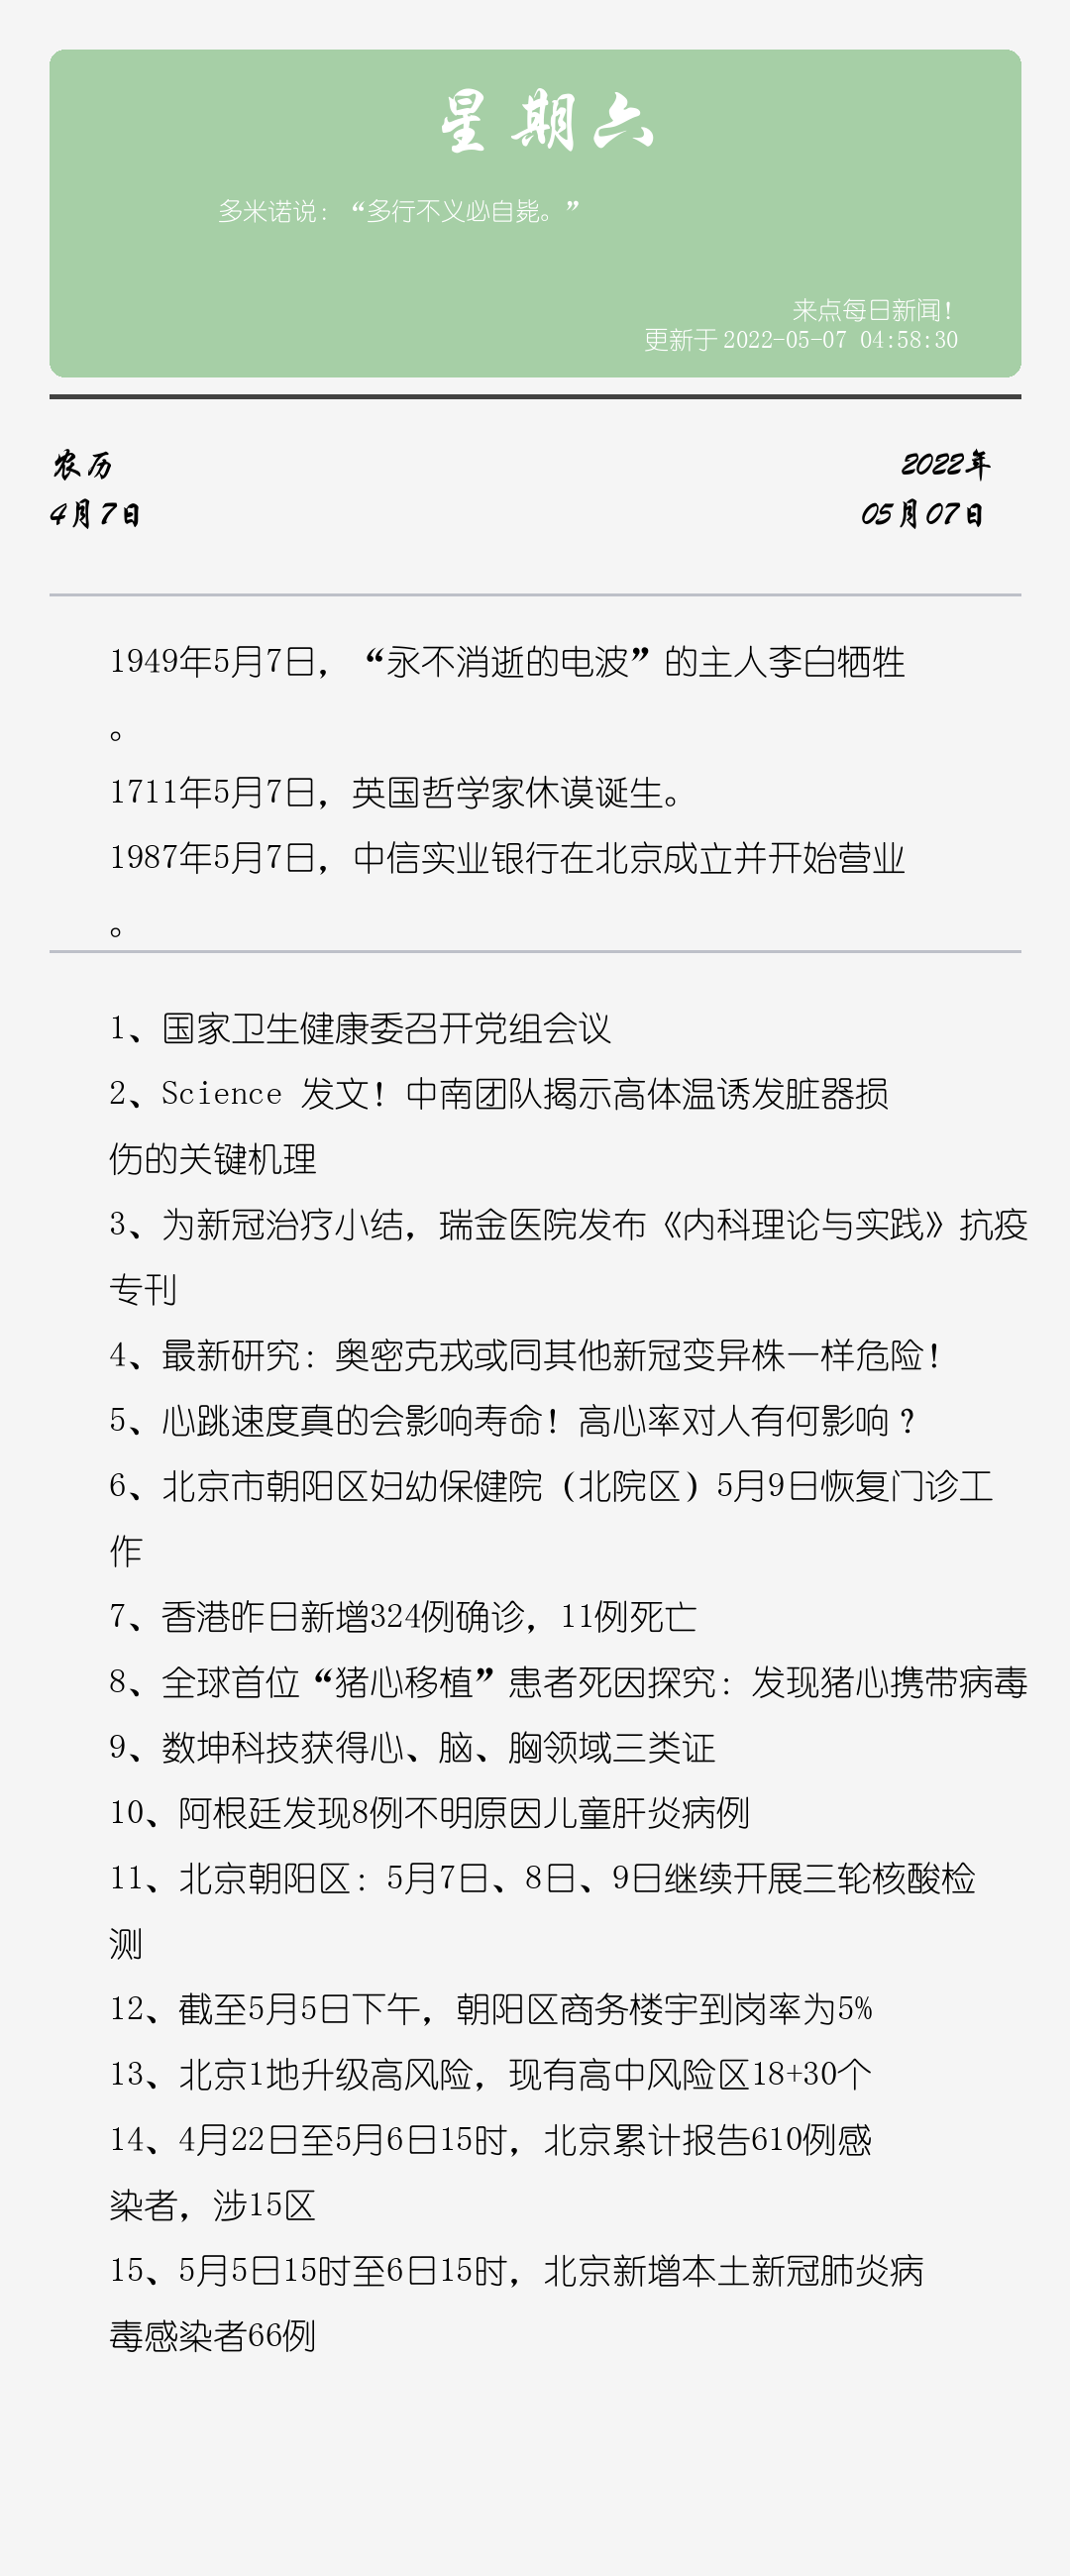 星期六
多米诺说：“多行不义必自毙。”
来点每日新闻！
更新于 2022-05-07 04:58:30
农历 2022年
4月7日 05月07日
1949年5月7日，“永不消逝的电波”的主人李白牺牲
。
1711年5月7日，英国哲学家休谟诞生。
1987年5月7日，中信实业银行在北京成立并开始营业
。
1、国家卫生健康委召开党组会议
2、Science 发文！中南团队揭示高体温诱发脏器损
伤的关键机理
3、为新冠治疗小结，瑞金医院发布《内科理论与实践》抗疫
专刊
4、最新研究：奥密克戎或同其他新冠变异株一样危险！
5、心跳速度真的会影响寿命！高心率对人有何影响？
6、北京市朝阳区妇幼保健院（北院区）5月9日恢复门诊工
作
7、香港昨日新增324例确诊，11例死亡
8、全球首位“猪心移植”患者死因探究：发现猪心携带病毒
9、数坤科技获得心、脑、胸领域三类证
10、阿根廷发现8例不明原因儿童肝炎病例
11、北京朝阳区：5月7日、8日、9日继续开展三轮核酸检
测
12、截至5月5日下午，朝阳区商务楼宇到岗率为5%
13、北京1地升级高风险，现有高中风险区18+30个
14、4月22日至5月6日15时，北京累计报告610例感
染者，涉15区
15、5月5日15时至6日15时，北京新增本土新冠肺炎病
毒感染者66例